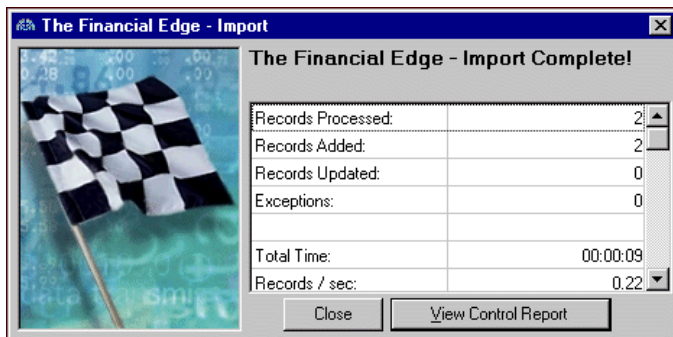 The Financial Edge - Import
The Financial Edge - Import Complete!
Records Processed: 2
Records Added: 2
Records Updated: 0
Exceptions: 0
Total Time: 00:00:09
Records / sec: 0.22
Close View Control Report